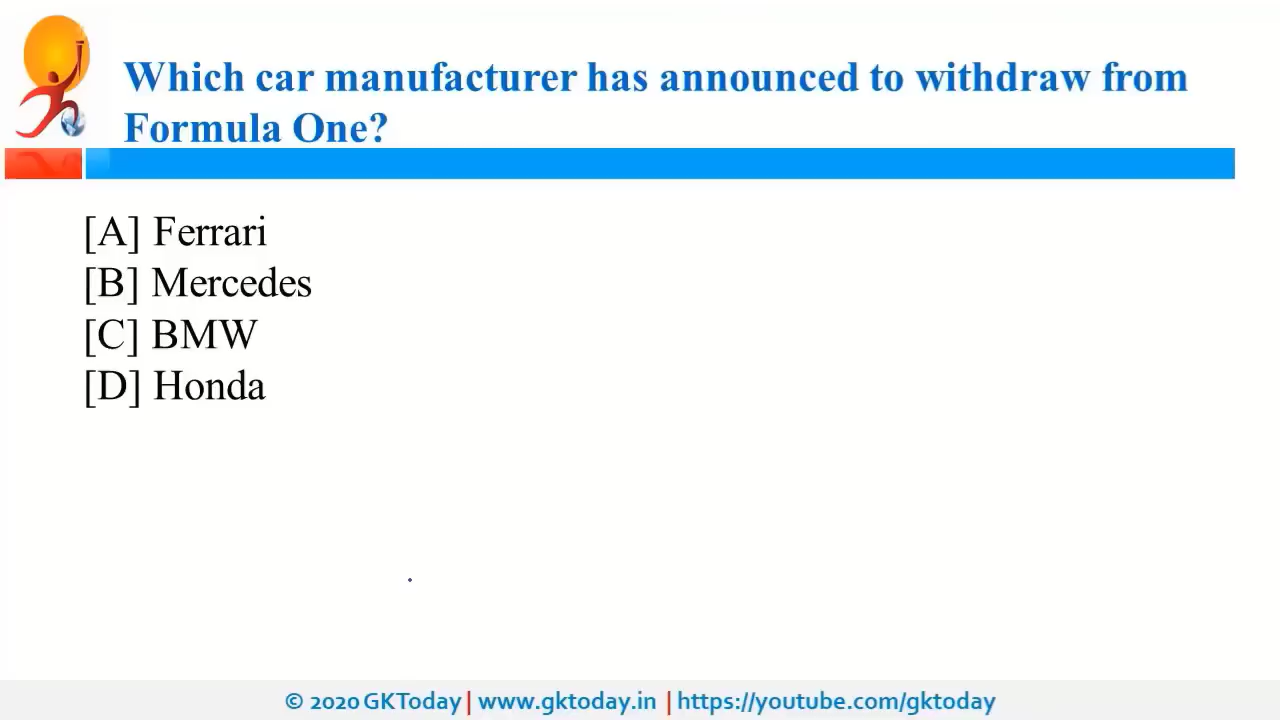 Which car manufacturer has announced to withdraw from
Formula One?
[A] Ferrari
[B] Mercedes
[C] BMW
[D] Honda
© 2020 GKToday | www.gktoday.in | https://youtube.com/gktoday